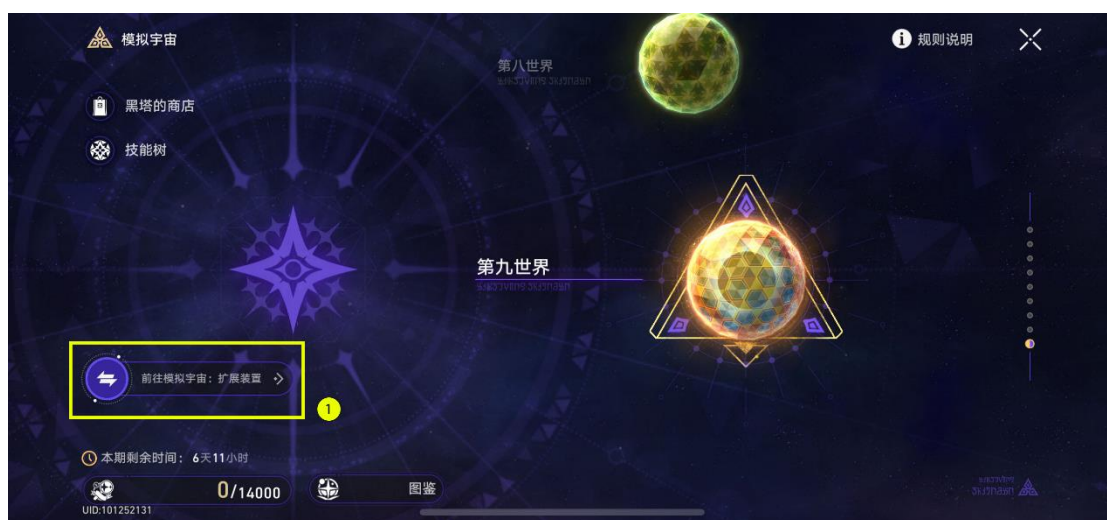 模拟宇宙
规则说明
第八世界
黑塔的商店
技能树
第九世界
前往模拟宇宙：扩展装置
1
本期剩余时间：6天11小时
0/14000
图鉴
UID:101252131